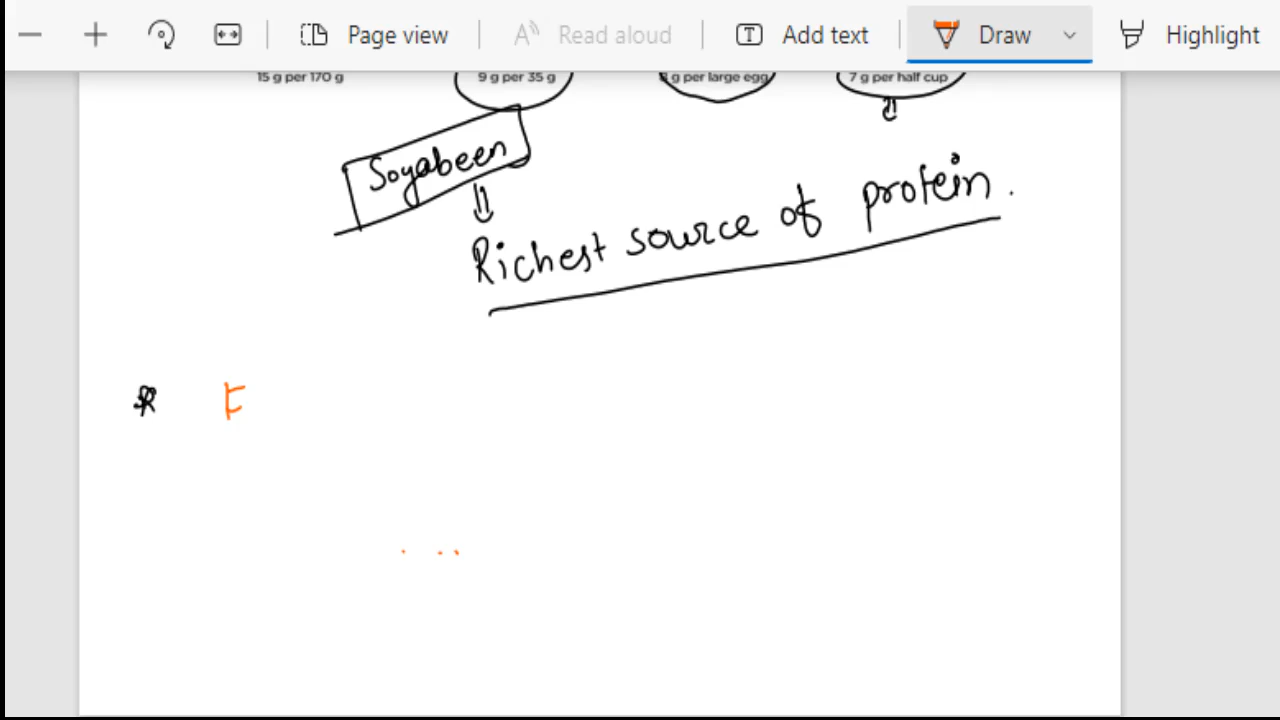 Page view Read aloud Add text Draw Highlight
15 g per 170 g 9 g per 35 g g per large egg 7 g per half cup
Soyabeen
Richest source of protein.
* E